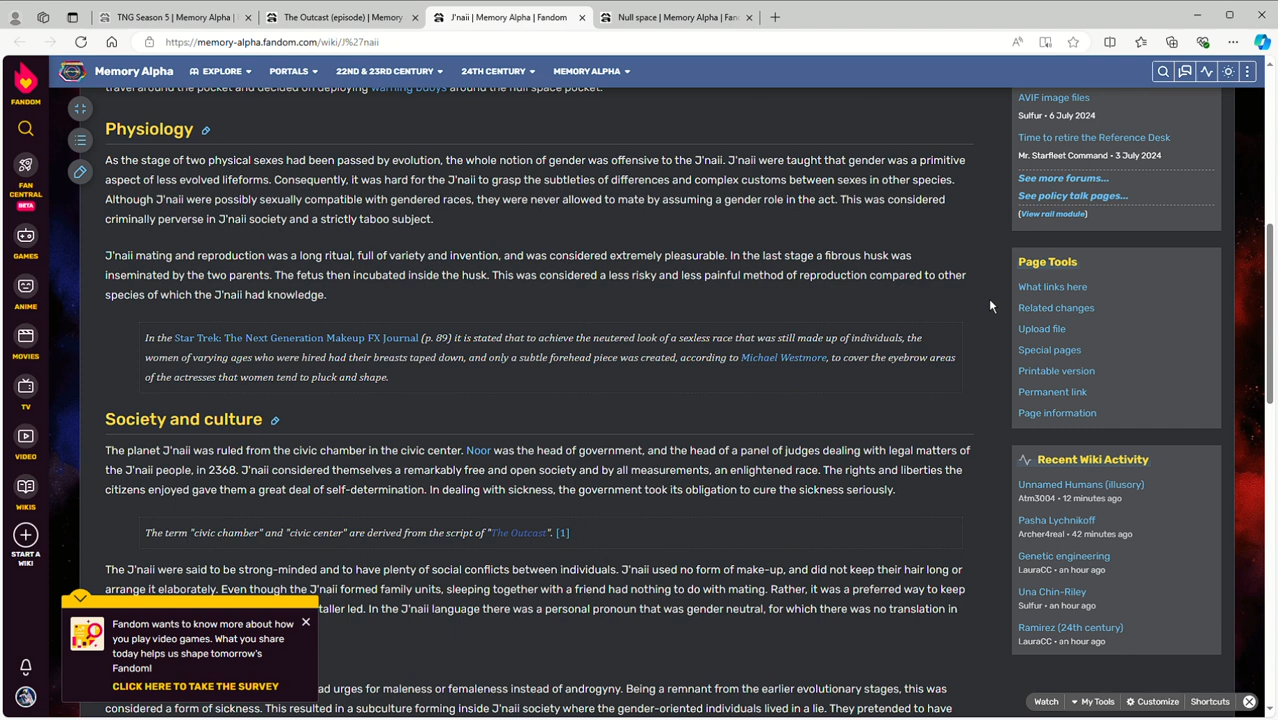 TNG Season 5 | Memory Alpha | F
The Outcast (episode) | Memory
J'naii | Memory Alpha | Fandom
Null space | Memory Alpha | Fan
https://memory-alpha.fandom.com/wiki/J%27naii
FANDOM
FAN CENTRAL
BETA
GAMES
ANIME
MOVIES
TV
VIDEO
WIKIS
START A WIKI
Memory Alpha
EXPLORE
PORTALS
22ND & 23RD CENTURY
24TH CENTURY
MEMORY ALPHA
travel around the pocket and decided on deploying warning buoys around the null space pocket.
Physiology
As the stage of two physical sexes had been passed by evolution, the whole notion of gender was offensive to the J'naii. J'naii were taught that gender was a primitive
aspect of less evolved lifeforms. Consequently, it was hard for the J'naii to grasp the subtleties of differences and complex customs between sexes in other species.
Although J'naii were possibly sexually compatible with gendered races, they were never allowed to mate by assuming a gender role in the act. This was considered
criminally perverse in J'naii society and a strictly taboo subject.
J'naii mating and reproduction was a long ritual, full of variety and invention, and was considered extremely pleasurable. In the last stage a fibrous husk was
inseminated by the two parents. The fetus then incubated inside the husk. This was considered a less risky and less painful method of reproduction compared to other
species of which the J'naii had knowledge.
In the Star Trek: The Next Generation Makeup FX Journal (p. 89) it is stated that to achieve the neutered look of a sexless race that was still made up of individuals, the
women of varying ages who were hired had their breasts taped down, and only a subtle forehead piece was created, according to Michael Westmore, to cover the eyebrow areas
of the actresses that women tend to pluck and shape.
Society and culture
The planet J'naii was ruled from the civic chamber in the civic center. Noor was the head of government, and the head of a panel of judges dealing with legal matters of
the J'naii people, in 2368. J'naii considered themselves a remarkably free and open society and by all measurements, an enlightened race. The rights and liberties the
citizens enjoyed gave them a great deal of self-determination. In dealing with sickness, the government took its obligation to cure the sickness seriously.
The term "civic chamber" and "civic center" are derived from the script of "The Outcast". [1]
The J'naii were said to be strong-minded and to have plenty of social conflicts between individuals. J'naii used no form of make-up, and did not keep their hair long or
arrange it elaborately. Even though the J'naii formed family units, sleeping together with a friend had nothing to do with mating. Rather, it was a preferred way to keep
taller led. In the J'naii language there was a personal pronoun that was gender neutral, for which there was no translation in
ad urges for maleness or femaleness instead of androgyny. Being a remnant from the earlier evolutionary stages, this was
considered a form of sickness. This resulted in a subculture forming inside J'naii society where the gender-oriented individuals lived in a lie. They pretended to have
Fandom wants to know more about how
you play video games. What you share
today helps us shape tomorrow's
Fandom!
CLICK HERE TO TAKE THE SURVEY
AVIF image files
Sulfur • 6 July 2024
Time to retire the Reference Desk
Mr. Starfleet Command • 3 July 2024
See more forums...
See policy talk pages...
(View rail module)
Page Tools
What links here
Related changes
Upload file
Special pages
Printable version
Permanent link
Page information
Recent Wiki Activity
Unnamed Humans (illusory)
Atm3004 • 12 minutes ago
Pasha Lychnikoff
Archer4real • 42 minutes ago
Genetic engineering
LauraCC • an hour ago
Una Chin-Riley
Sulfur • an hour ago
Ramirez (24th century)
LauraCC • an hour ago
Watch
My Tools
Customize
Shortcuts